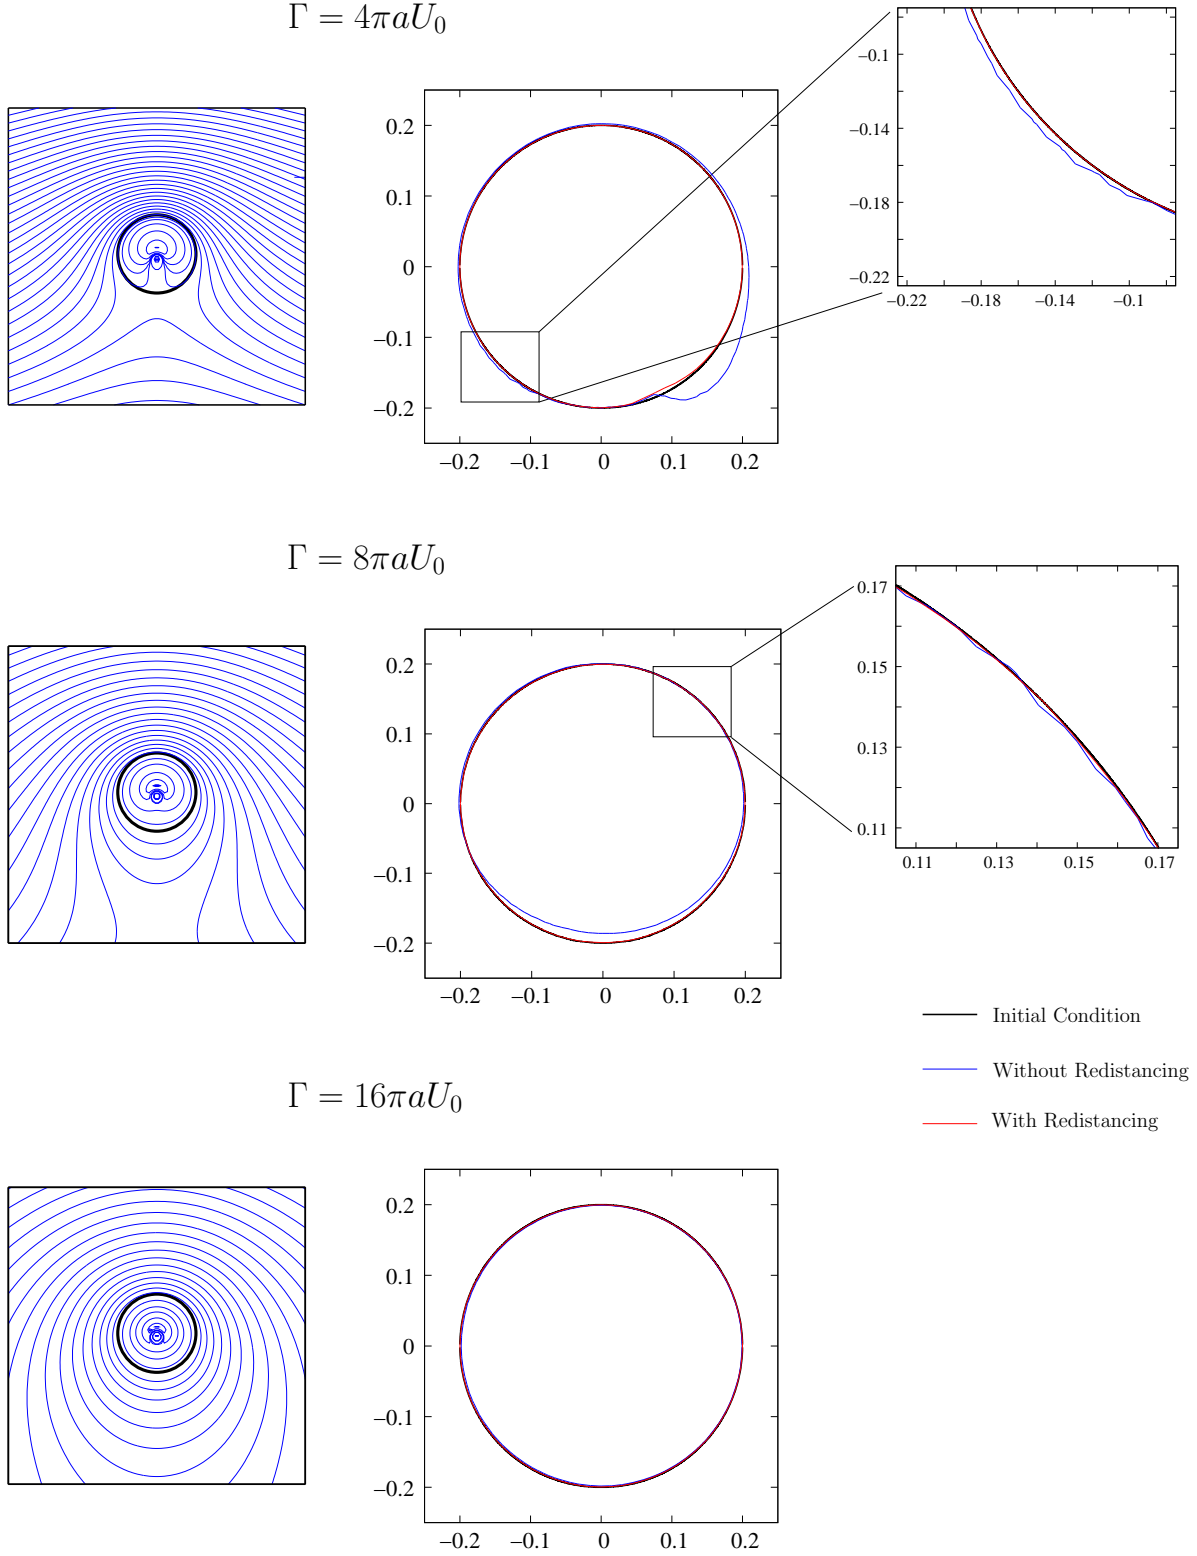 Γ = 4πaU₀
0.2
0.1
0
−0.1
−0.2
−0.2 −0.1 0 0.1 0.2
−0.1
−0.14
−0.18
−0.22
−0.22 −0.18 −0.14 −0.1
Γ = 8πaU₀
0.2
0.1
0
−0.1
−0.2
−0.2 −0.1 0 0.1 0.2
0.17
0.15
0.13
0.11
0.11 0.13 0.15 0.17
Initial Condition
Without Redistancing
With Redistancing
Γ = 16πaU₀
0.2
0.1
0
−0.1
−0.2
−0.2 −0.1 0 0.1 0.2